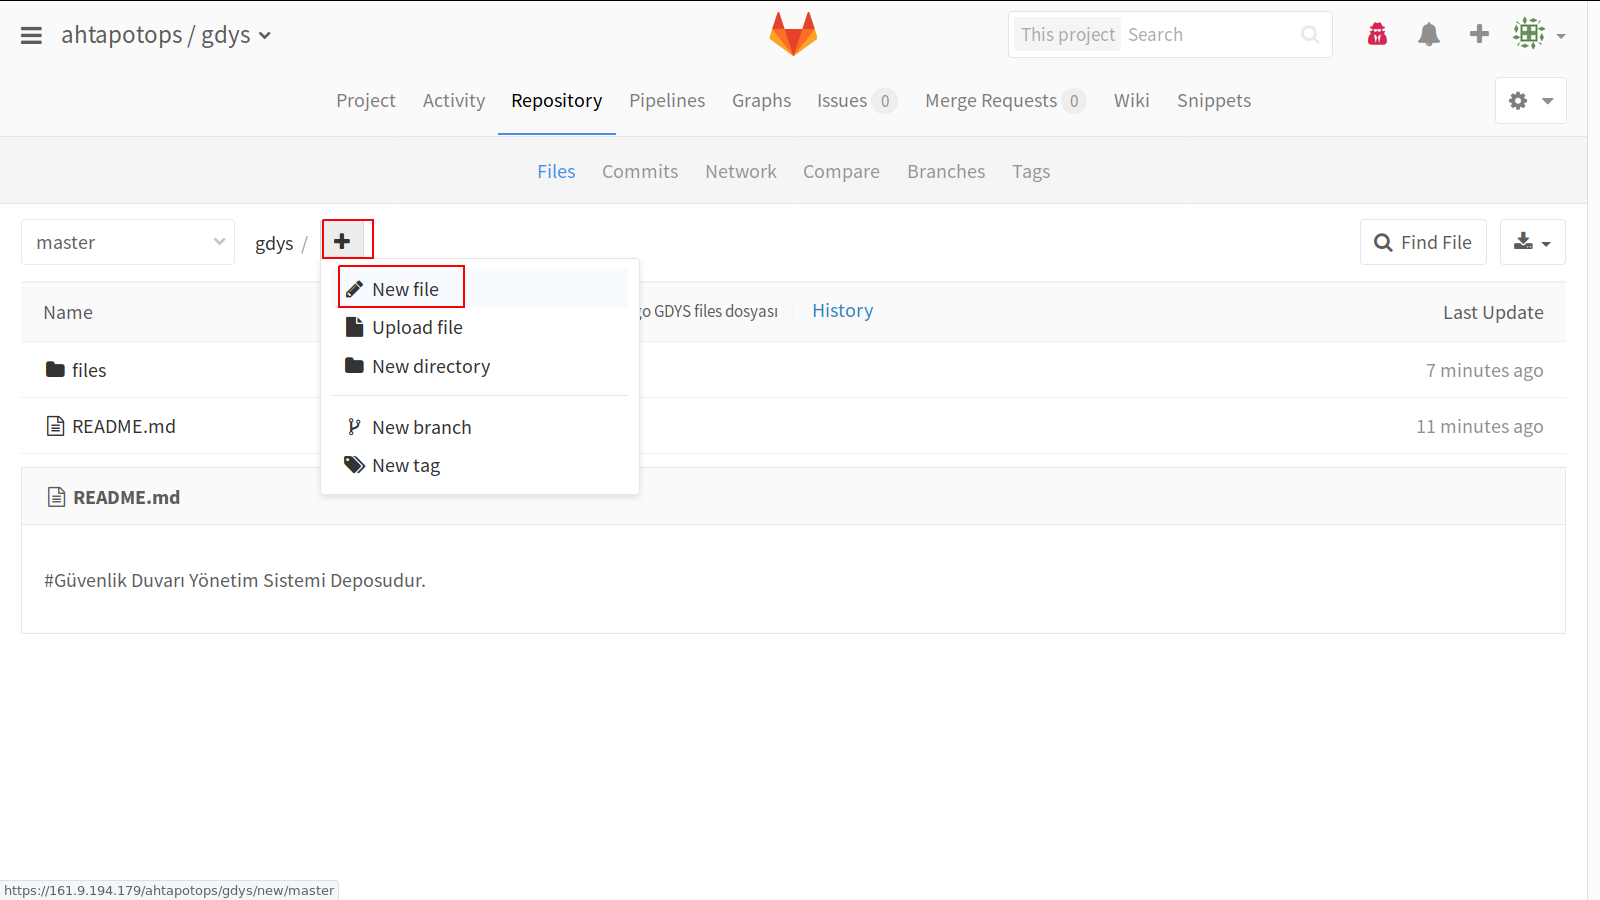 ahtapotops / gdys
This project Search
Project Activity Repository Pipelines Graphs Issues 0 Merge Requests 0 Wiki Snippets
Files Commits Network Compare Branches Tags
master gdys / + Find File
New file
Upload file
New directory
New branch
New tag
Name GDYS files dosyası History Last Update
files 7 minutes ago
README.md 11 minutes ago
README.md
#Güvenlik Duvarı Yönetim Sistemi Deposudur.
https://161.9.194.179/ahtapotops/gdys/new/master